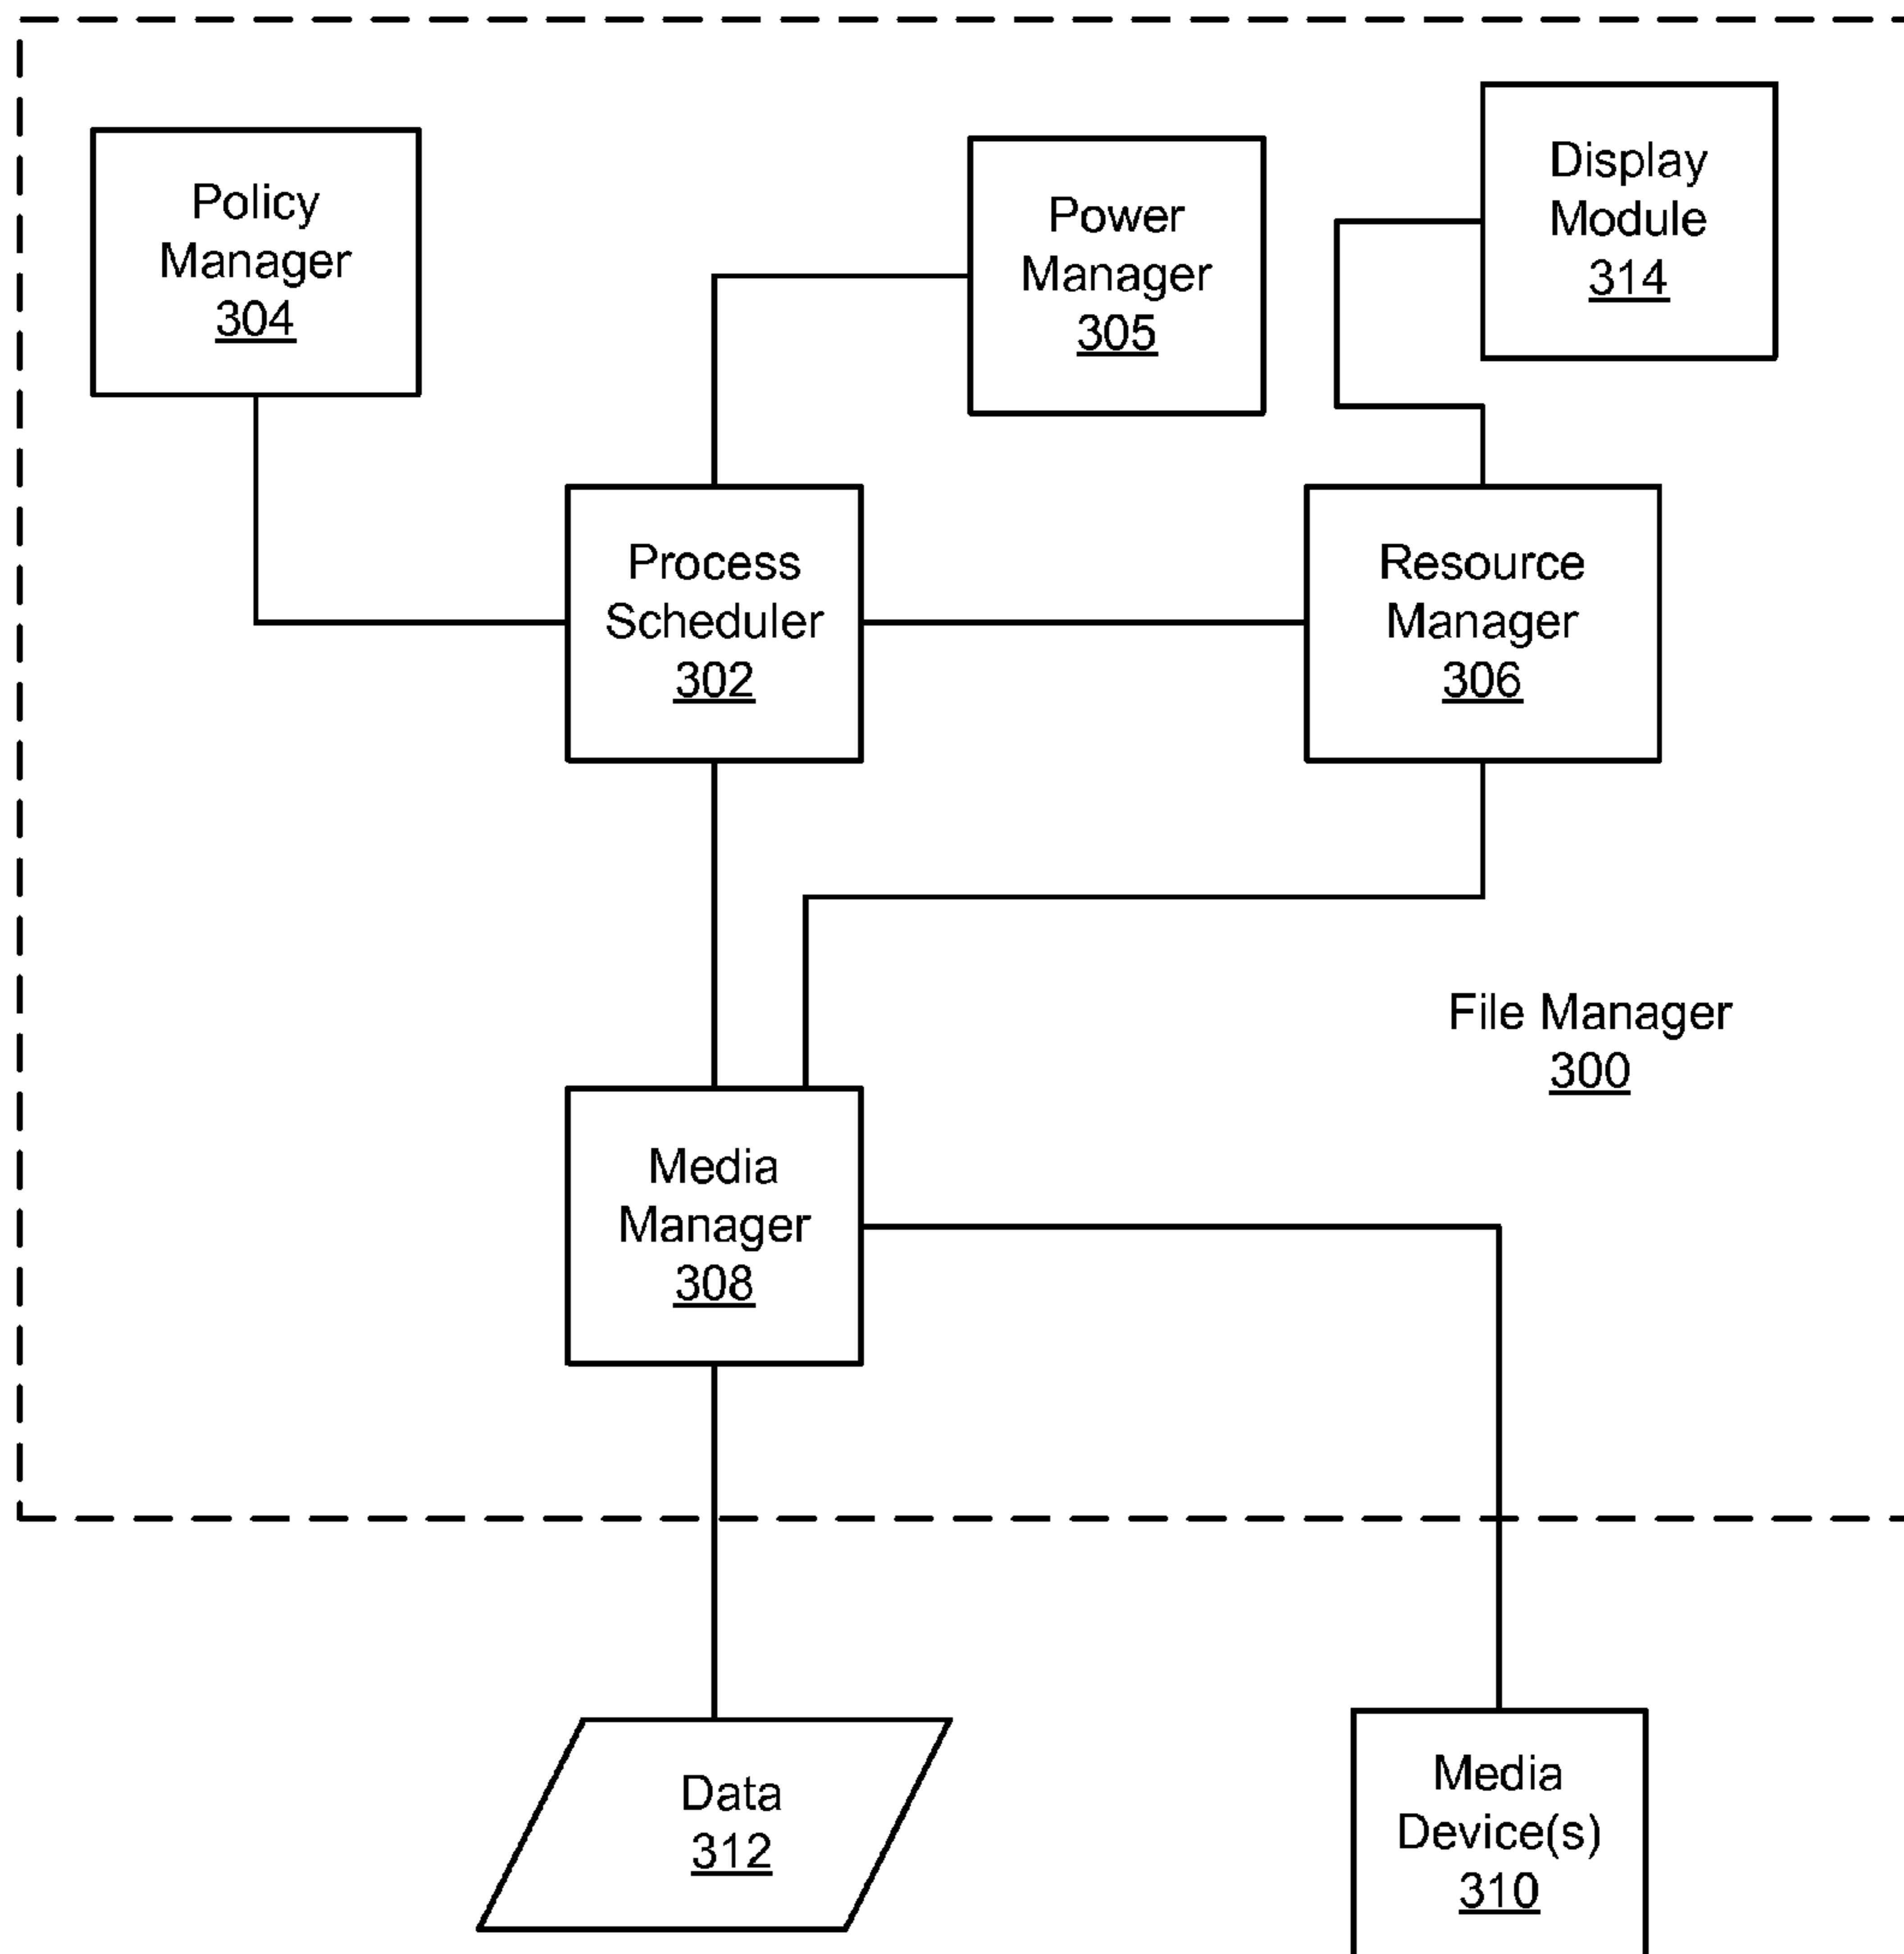 Policy
Manager
304
Power
Manager
305
Display
Module
314
Process
Scheduler
302
Resource
Manager
306
File Manager
300
Media
Manager
308
Data
312
Media
Device(s)
310